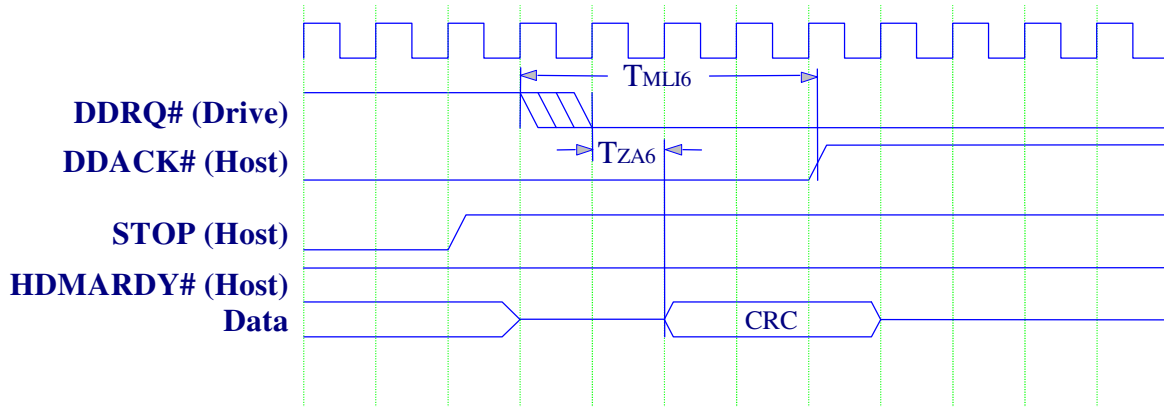 TMLI6
DDRQ# (Drive)
TZA6
DDACK# (Host)
STOP (Host)
HDMARDY# (Host)
Data
CRC